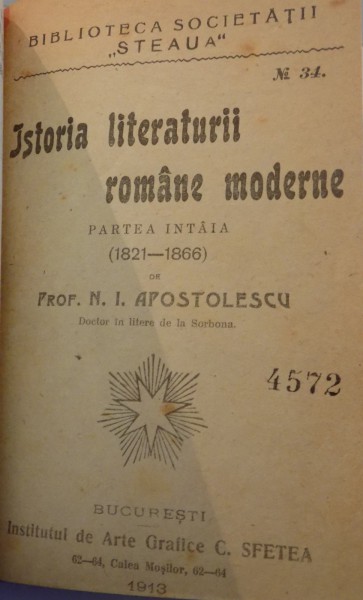 BIBLIOTECA SOCIETĂȚII
„STEAUA“
№ 34.
Istoria literaturii
române moderne
PARTEA INTÂIA
(1821—1866)
DE
PROF. N. I. APOSTOLESCU
Doctor in litere de la Sorbona.
4572
BUCUREȘTI
Institutul de Arte Grafice C. SFETEA
62—64, Calea Moșilor, 62—64
1913